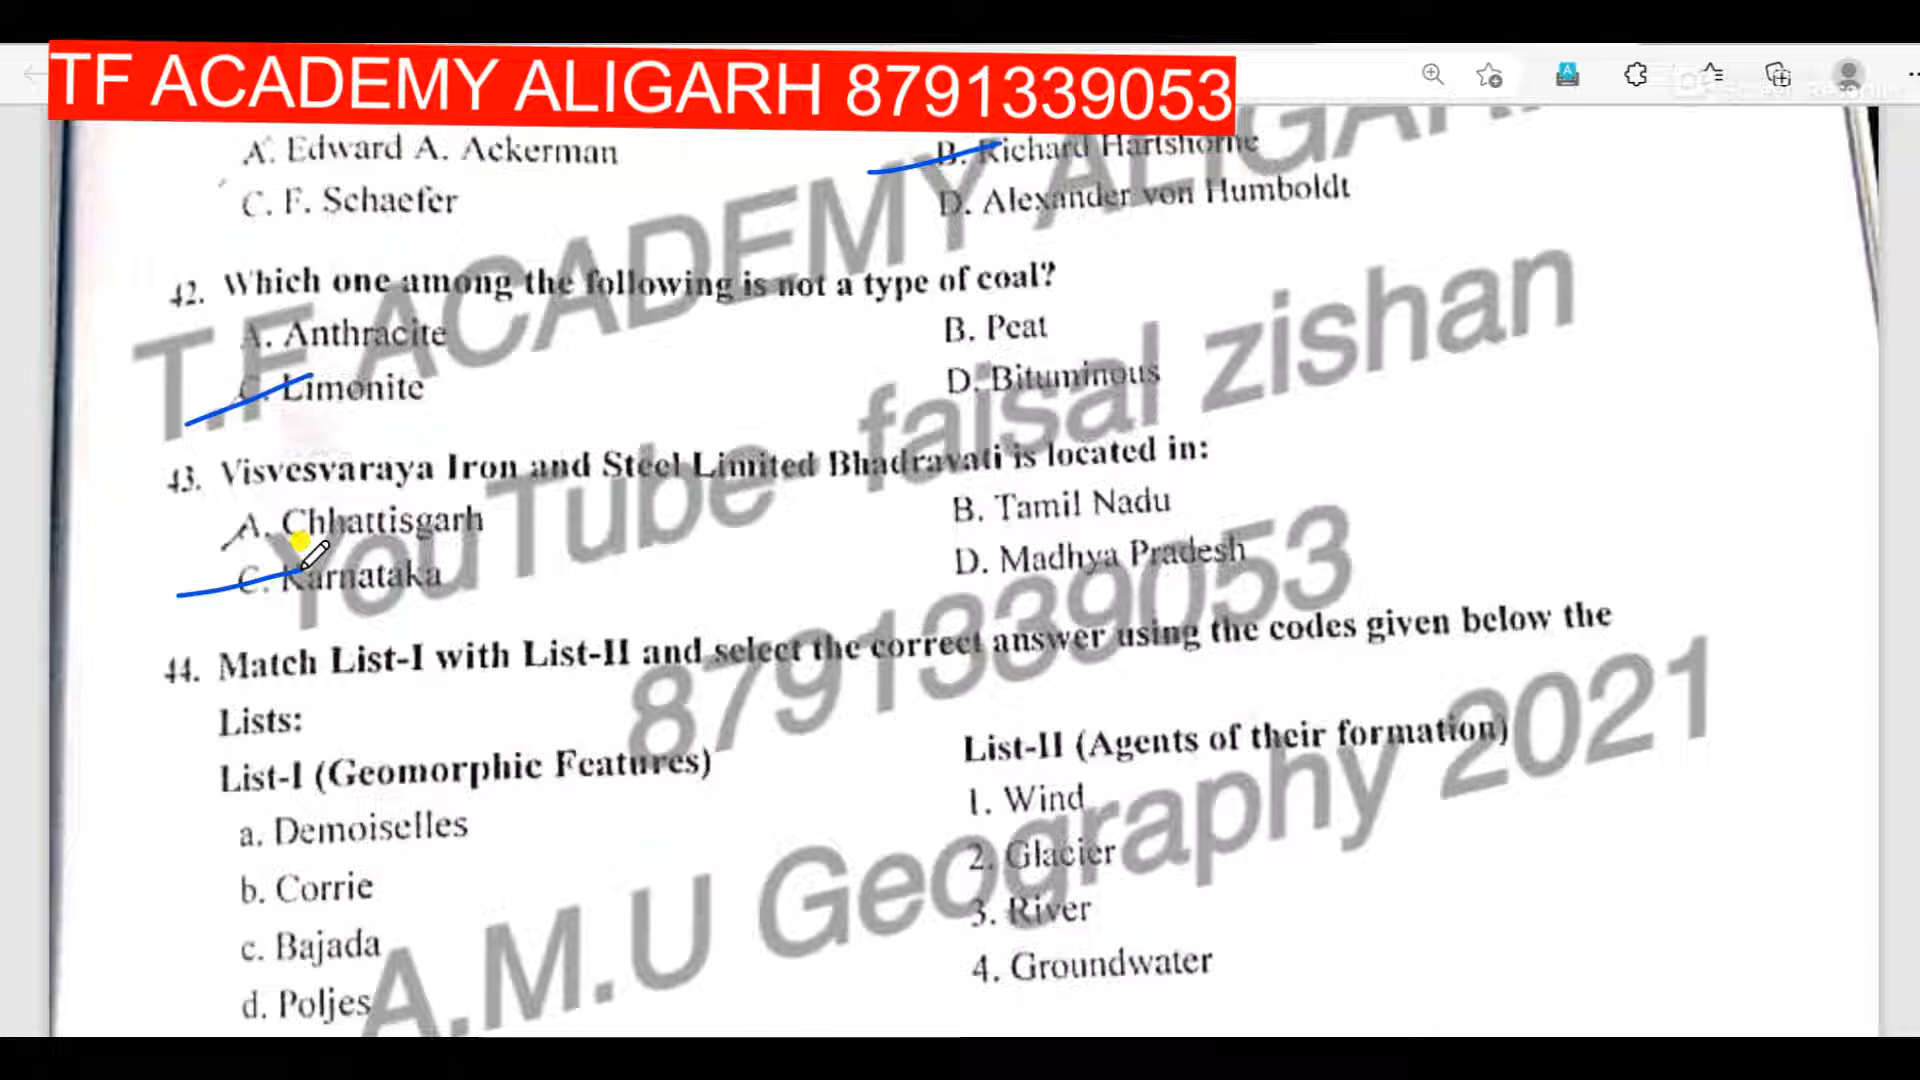 TF ACADEMY ALIGARH 8791339053
A. Edward A. Ackerman
B. Richard Hartshorne
C. F. Schaefer
D. Alexander von Humboldt
42. Which one among the following is not a type of coal?
A. Anthracite
B. Peat
C. Limonite
D. Bituminous
43. Visvesvaraya Iron and Steel Limited Bhadravati is located in:
A. Chhattisgarh
B. Tamil Nadu
C. Karnataka
D. Madhya Pradesh
44. Match List-I with List-II and select the correct answer using the codes given below the
Lists:
List-I (Geomorphic Features)
List-II (Agents of their formation)
a. Demoiselles
1. Wind
b. Corrie
2. Glacier
c. Bajada
3. River
d. Poljes
4. Groundwater
T.F ACADEMY ALIGARH
YouTube faisal zishan
8791339053
A.M.U Geography 2021